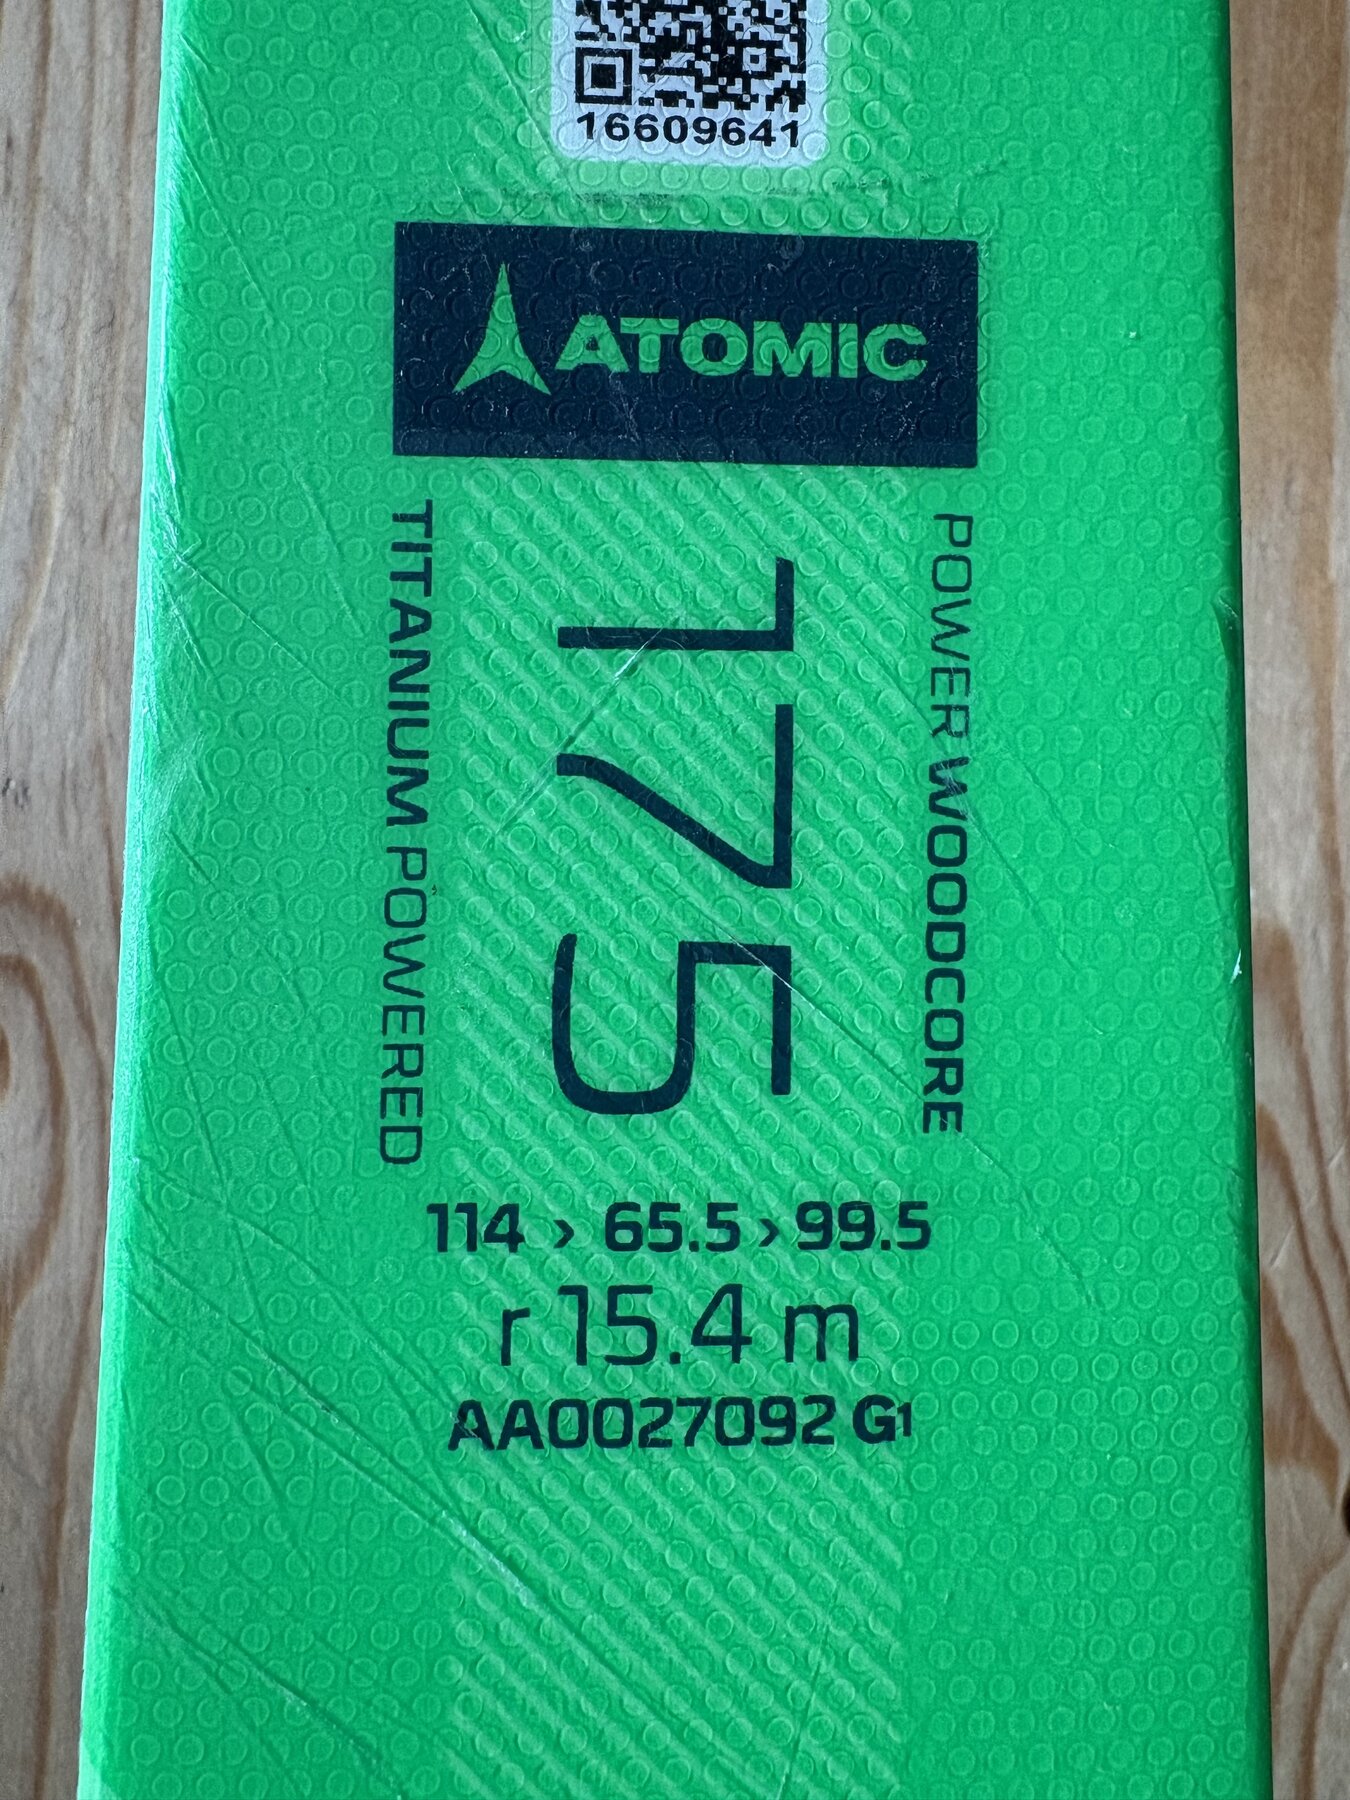 16609641
ATOMIC
TITANIUM POWERED
175
POWER WOODCORE
114 › 65.5 › 99.5
r 15.4 m
AA0027092 G1